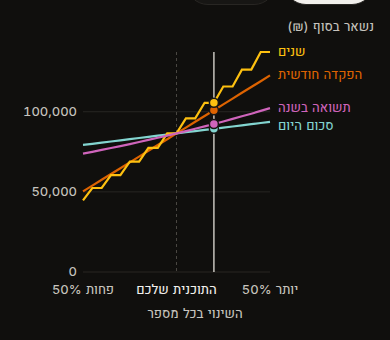 נשאר בסוף (₪)
שנים
הפקדה חודשית
תשואה בשנה
סכום היום
100,000
50,000
0
50% פחות
התוכנית שלכם
50% יותר
השינוי בכל מספר